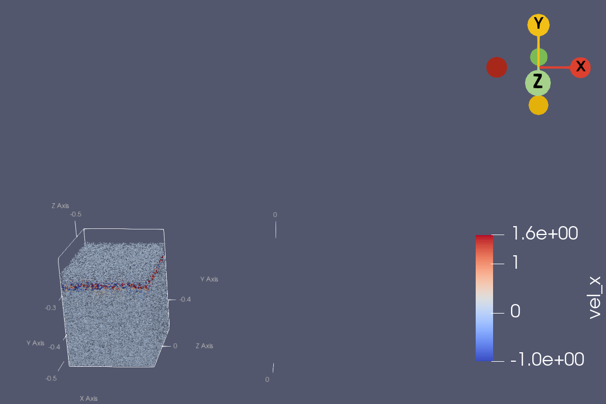 Y
X
Z
Z Axis
-0.5
0
1.6e+00
1
0
-1.0e+00
vel_x
Y Axis
-0.4
-0.3
Y Axis
-0.4
0
Z Axis
-0.5
0
X Axis